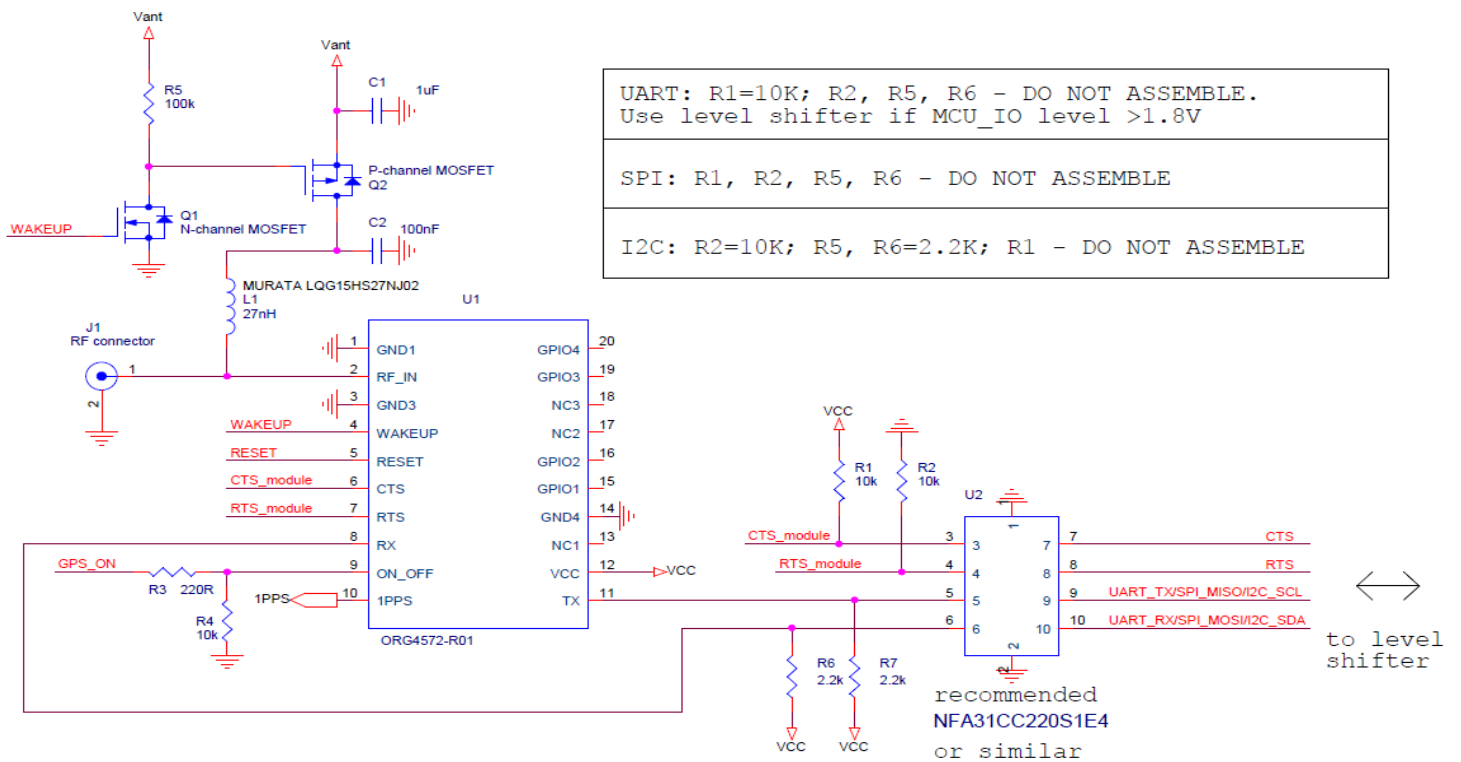 Vant
R5
100k
Vant
C1
1uF
P-channel MOSFET
Q2
Q1
N-channel MOSFET
WAKEUP
C2
100nF
MURATA LQG15HS27NJ02
L1
27nH
J1
RF connector
1
2
UART: R1=10K; R2, R5, R6 - DO NOT ASSEMBLE.
Use level shifter if MCU_IO level >1.8V
SPI: R1, R2, R5, R6 - DO NOT ASSEMBLE
I2C: R2=10K; R5, R6=2.2K; R1 - DO NOT ASSEMBLE
U1
1 GND1
2 RF_IN
3 GND3
WAKEUP 4 WAKEUP
RESET 5 RESET
CTS_module 6 CTS
RTS_module 7 RTS
8 RX
GPS_ON
R3 220R
9 ON_OFF
1PPS 10 1PPS
R4
10k
GPIO4 20
GPIO3 19
NC3 18
NC2 17
GPIO2 16
GPIO1 15
GND4 14
NC1 13
VCC 12 VCC
TX 11
ORG4572-R01
VCC
R1
10k
R2
10k
U2
1
1
CTS_module 3 3
RTS_module 4 4
5 5
6 6
7 7 CTS
8 8 RTS
9 9 UART_TX/SPI_MISO/I2C_SCL
10 10 UART_RX/SPI_MOSI/I2C_SDA
2
2
R6
2.2k
R7
2.2k
VCC
VCC
recommended
NFA31CC220S1E4
or similar
to level
shifter